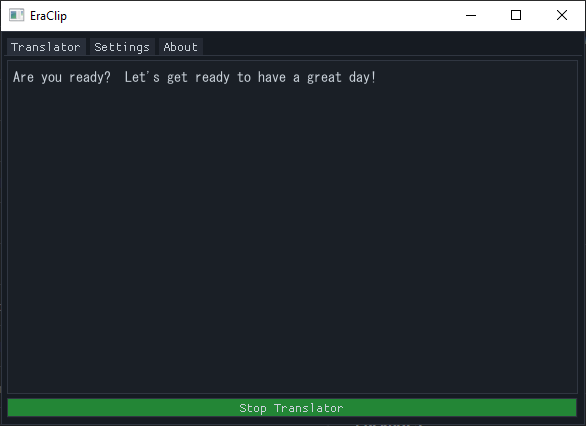 EraClip
Translator Settings About
Are you ready?  Let's get ready to have a great day!
Stop Translator